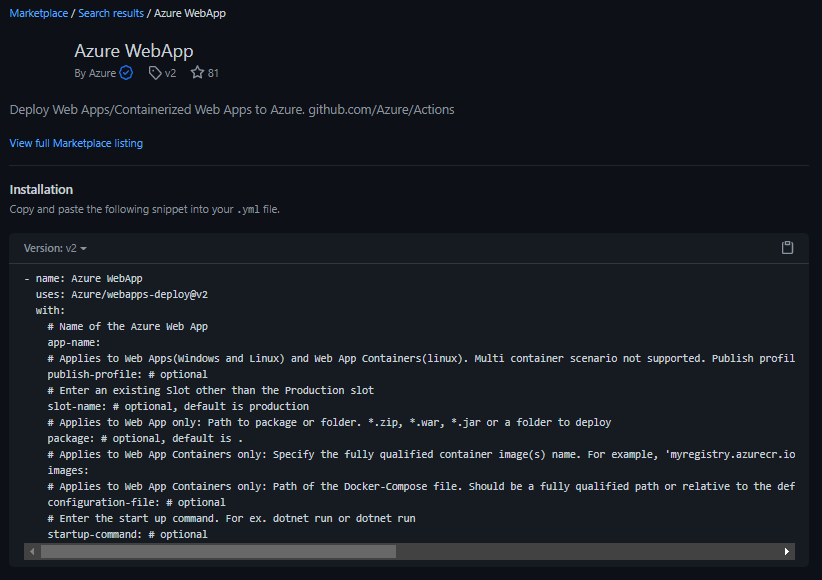 Marketplace / Search results / Azure WebApp
Azure WebApp
By Azure v2 81
Deploy Web Apps/Containerized Web Apps to Azure. github.com/Azure/Actions
View full Marketplace listing
Installation
Copy and paste the following snippet into your .yml file.
Version: v2
- name: Azure WebApp
  uses: Azure/webapps-deploy@v2
  with:
    # Name of the Azure Web App
    app-name:
    # Applies to Web Apps(Windows and Linux) and Web App Containers(linux). Multi container scenario not supported. Publish profil
    publish-profile: # optional
    # Enter an existing Slot other than the Production slot
    slot-name: # optional, default is production
    # Applies to Web App only: Path to package or folder. *.zip, *.war, *.jar or a folder to deploy
    package: # optional, default is .
    # Applies to Web App Containers only: Specify the fully qualified container image(s) name. For example, 'myregistry.azurecr.io
    images:
    # Applies to Web App Containers only: Path of the Docker-Compose file. Should be a fully qualified path or relative to the def
    configuration-file: # optional
    # Enter the start up command. For ex. dotnet run or dotnet run
    startup-command: # optional